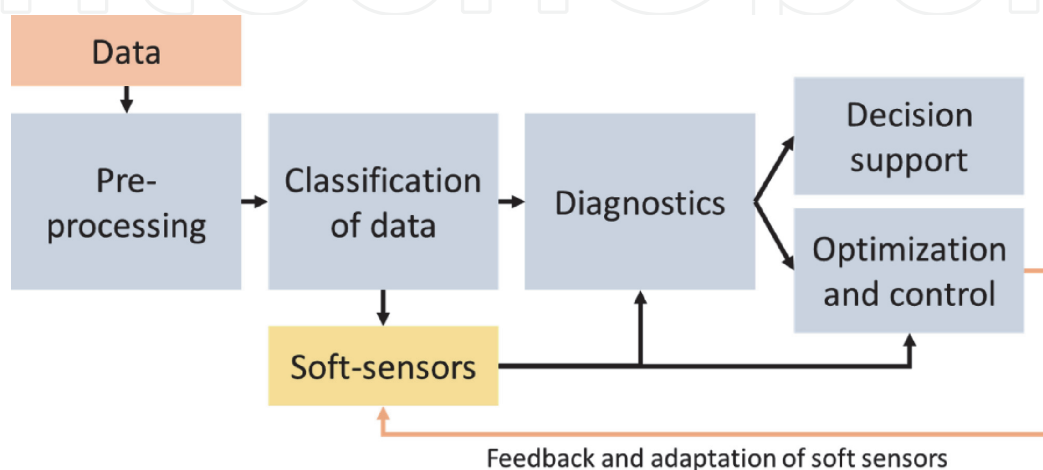 Data
Pre-
processing
Classification
of data
Diagnostics
Decision
support
Optimization
and control
Soft-sensors
Feedback and adaptation of soft sensors